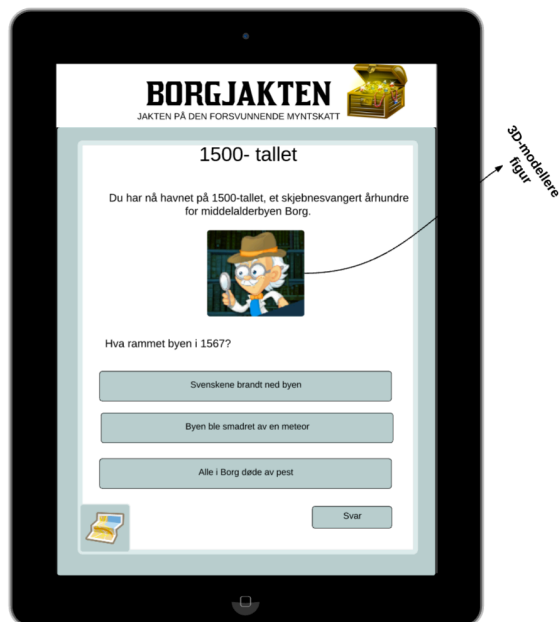 BORGJAKTEN
JAKTEN PÅ DEN FORSVUNNENDE MYNTSKATT
1500- tallet
Du har nå havnet på 1500-tallet, et skjebnesvangert århundre
for middelalderbyen Borg.
Hva rammet byen i 1567?
Svenskene brandt ned byen
Byen ble smadret av en meteor
Alle i Borg døde av pest
Svar
3D-modellere
figur